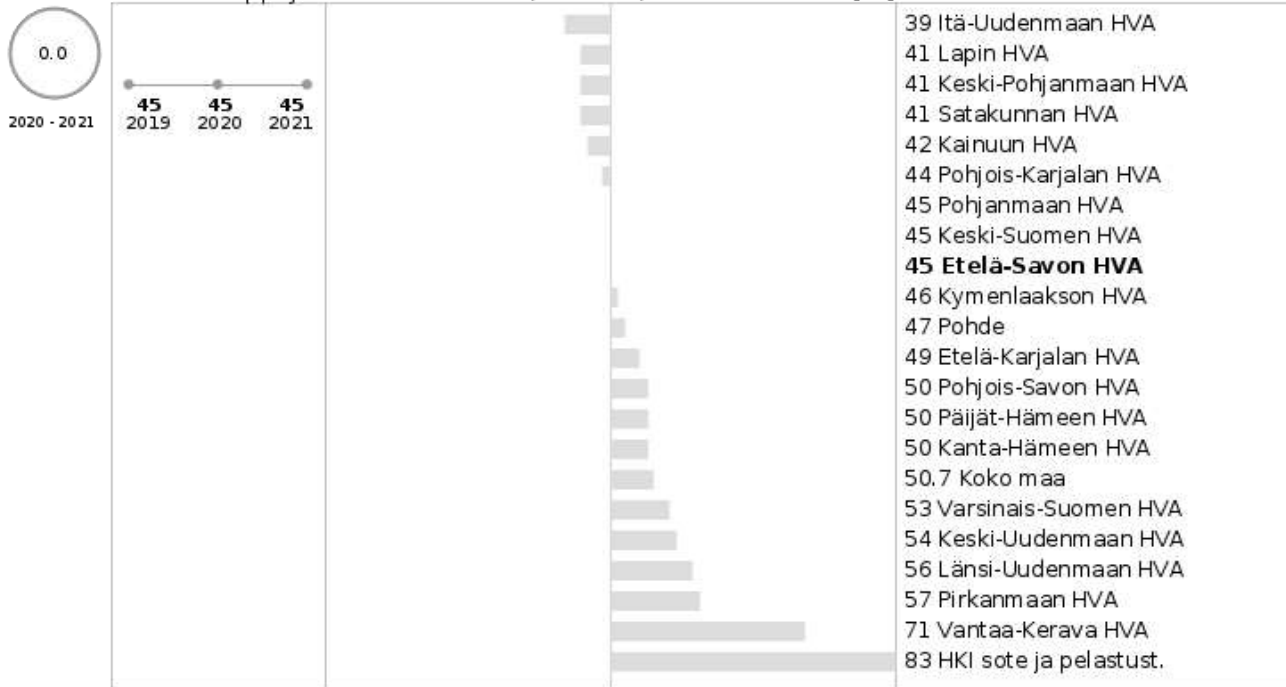 0.0
2020 - 2021
45 45 45
2019 2020 2021
39 Itä-Uudenmaan HVA
41 Lapin HVA
41 Keski-Pohjanmaan HVA
41 Satakunnan HVA
42 Kainuun HVA
44 Pohjois-Karjalan HVA
45 Pohjanmaan HVA
45 Keski-Suomen HVA
45 Etelä-Savon HVA
46 Kymenlaakson HVA
47 Pohde
49 Etelä-Karjalan HVA
50 Pohjois-Savon HVA
50 Päijät-Hämeen HVA
50 Kanta-Hämeen HVA
50.7 Koko maa
53 Varsinais-Suomen HVA
54 Keski-Uudenmaan HVA
56 Länsi-Uudenmaan HVA
57 Pirkanmaan HVA
71 Vantaa-Kerava HVA
83 HKI sote ja pelastust.